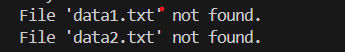 File 'data1.txt' not found.
File 'data2.txt' not found.